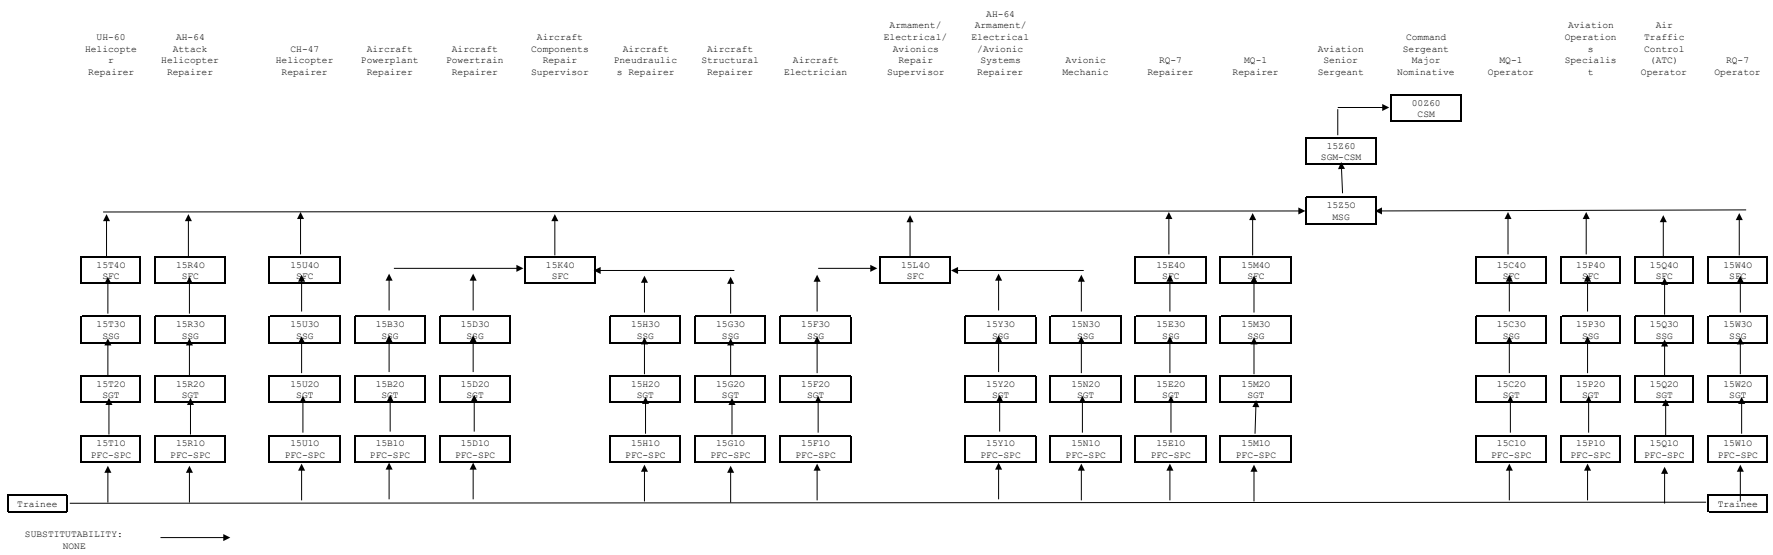 UH-60
Helicopte
r
Repairer
AH-64
Attack
Helicopter
Repairer
CH-47
Helicopter
Repairer
Aircraft
Powerplant
Repairer
Aircraft
Powertrain
Repairer
Aircraft
Components
Repair
Supervisor
Aircraft
Pneudraulic
s Repairer
Aircraft
Structural
Repairer
Aircraft
Electrician
Armament/
Electrical/
Avionics
Repair
Supervisor
AH-64
Armament/
Electrical
/Avionic
Systems
Repairer
Avionic
Mechanic
RQ-7
Repairer
MQ-1
Repairer
Aviation
Senior
Sergeant
Command
Sergeant
Major
Nominative
MQ-1
Operator
Aviation
Operation
s
Specialis
t
Air
Traffic
Control
(ATC)
Operator
RQ-7
Operator
00Z60
CSM
15Z60
SGM-CSM
15Z50
MSG
15T40
SFC
15R40
SFC
15U40
SFC
15K40
SFC
15L40
SFC
15E40
SFC
15M40
SFC
15C40
SFC
15P40
SFC
15Q40
SFC
15W40
SFC
15T30
SSG
15R30
SSG
15U30
SSG
15B30
SSG
15D30
SSG
15H30
SSG
15G30
SSG
15F30
SSG
15Y30
SSG
15N30
SSG
15E30
SSG
15M30
SSG
15C30
SSG
15P30
SSG
15Q30
SSG
15W30
SSG
15T20
SGT
15R20
SGT
15U20
SGT
15B20
SGT
15D20
SGT
15H20
SGT
15G20
SGT
15F20
SGT
15Y20
SGT
15N20
SGT
15E20
SGT
15M20
SGT
15C20
SGT
15P20
SGT
15Q20
SGT
15W20
SGT
15T10
PFC-SPC
15R10
PFC-SPC
15U10
PFC-SPC
15B10
PFC-SPC
15D10
PFC-SPC
15H10
PFC-SPC
15G10
PFC-SPC
15F10
PFC-SPC
15Y10
PFC-SPC
15N10
PFC-SPC
15E10
PFC-SPC
15M10
PFC-SPC
15C10
PFC-SPC
15P10
PFC-SPC
15Q10
PFC-SPC
15W10
PFC-SPC
Trainee
Trainee
SUBSTITUTABILITY:
NONE